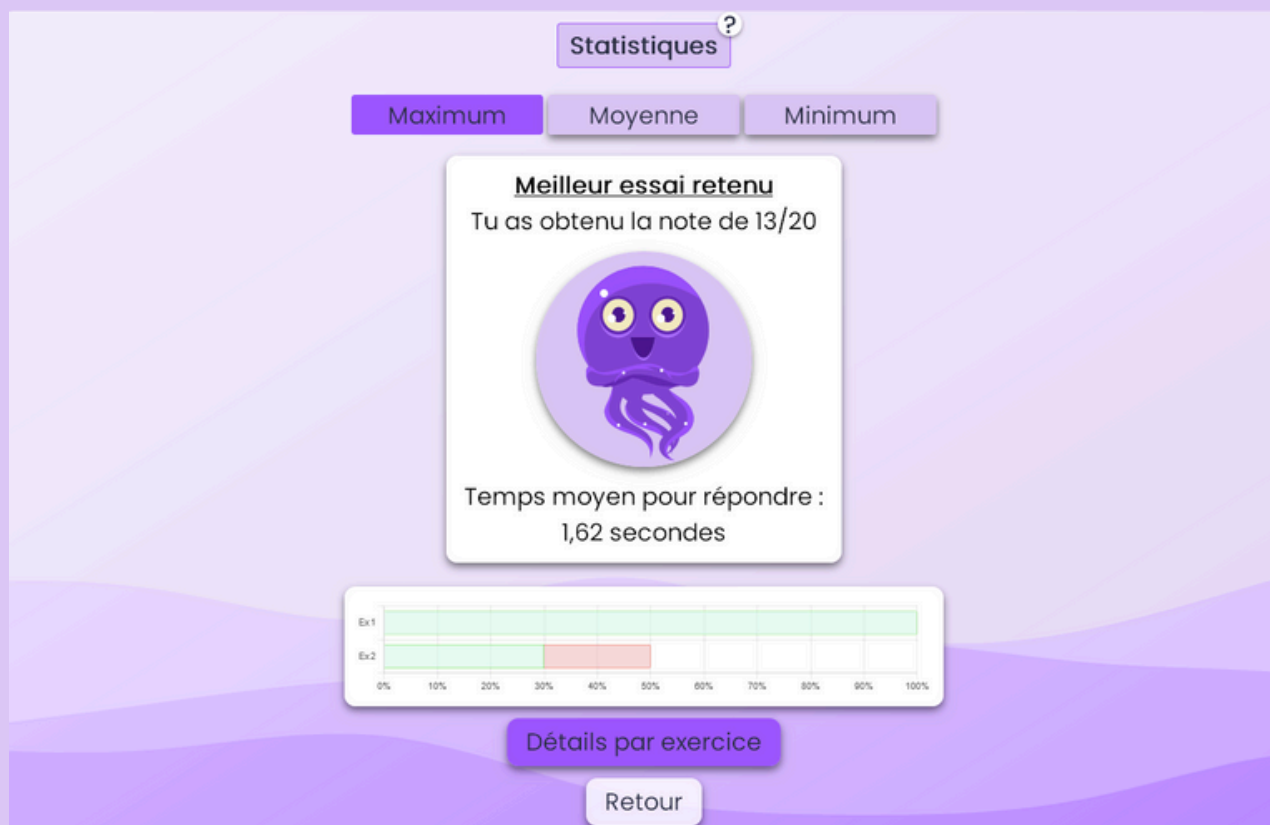 Statistiques
?
Maximum
Moyenne
Minimum
Meilleur essai retenu
Tu as obtenu la note de 13/20
Temps moyen pour répondre :
1,62 secondes
Ex1
Ex2
0% 10% 20% 30% 40% 50% 60% 70% 80% 90% 100%
Détails par exercice
Retour